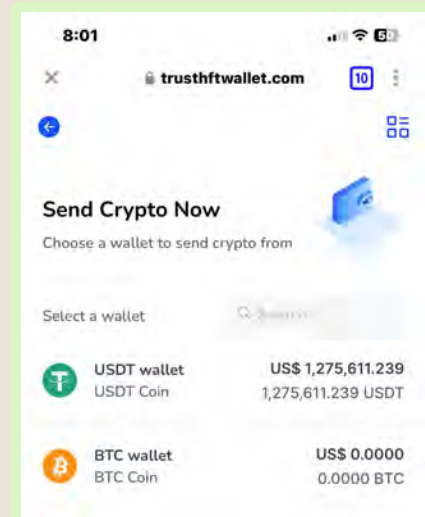 8:01
trusthftwallet.com 10
Send Crypto Now
Choose a wallet to send crypto from
Select a wallet
USDT wallet US$ 1,275,611.239
USDT Coin 1,275,611.239 USDT
BTC wallet US$ 0.0000
BTC Coin 0.0000 BTC